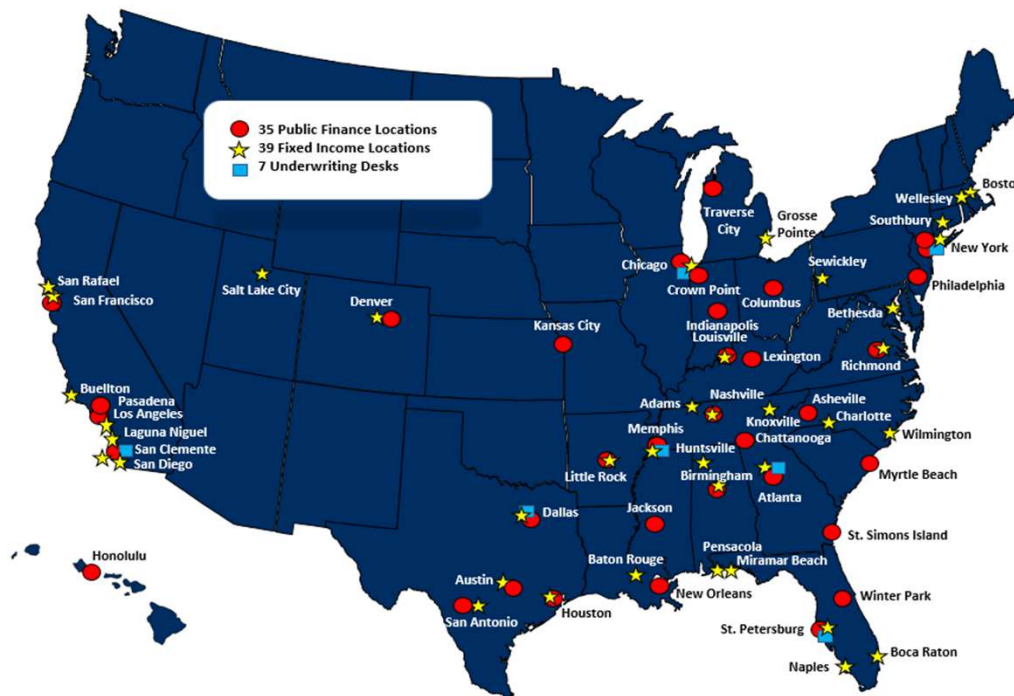 35 Public Finance Locations
39 Fixed Income Locations
7 Underwriting Desks
Boston
Wellesley
Traverse
City
Grosse
Pointe
Southbury
New York
Chicago
Sewickley
San Rafael
Salt Lake City
Crown Point
Columbus
Philadelphia
San Francisco
Denver
Bethesda
Kansas City
Indianapolis
Louisville
Lexington
Richmond
Buellton
Pasadena
Los Angeles
Laguna Niguel
San Clemente
San Diego
Adams
Nashville
Knoxville
Asheville
Charlotte
Memphis
Chattanooga
Wilmington
Huntsville
Little Rock
Birmingham
Atlanta
Myrtle Beach
Dallas
Jackson
St. Simons Island
Honolulu
Baton Rouge
Pensacola
Miramar Beach
Austin
New Orleans
Winter Park
Houston
San Antonio
St. Petersburg
Boca Raton
Naples